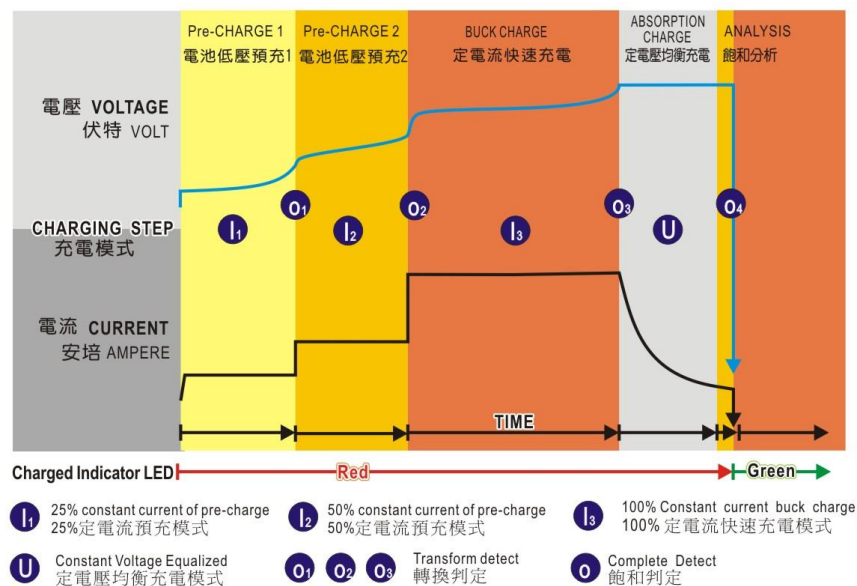 Pre-CHARGE 1
電池低壓預充1
Pre-CHARGE 2
電池低壓預充2
BUCK CHARGE
定電流快速充電
ABSORPTION
CHARGE
定電壓均衡充電
ANALYSIS
飽和分析
電壓 VOLTAGE
伏特 VOLT
O1
O2
O3
O4
I1
I2
I3
U
CHARGING STEP
充電模式
電流 CURRENT
安培 AMPERE
TIME
Charged Indicator LED
Red
Green
I1 25% constant current of pre-charge
25%定電流預充模式
I2 50% constant current of pre-charge
50%定電流預充模式
I3 100% Constant current buck charge
100% 定電流快速充電模式
U Constant Voltage Equalized
定電壓均衡充電模式
O1 O2 O3 Transform detect
轉換判定
O Complete Detect
飽和判定